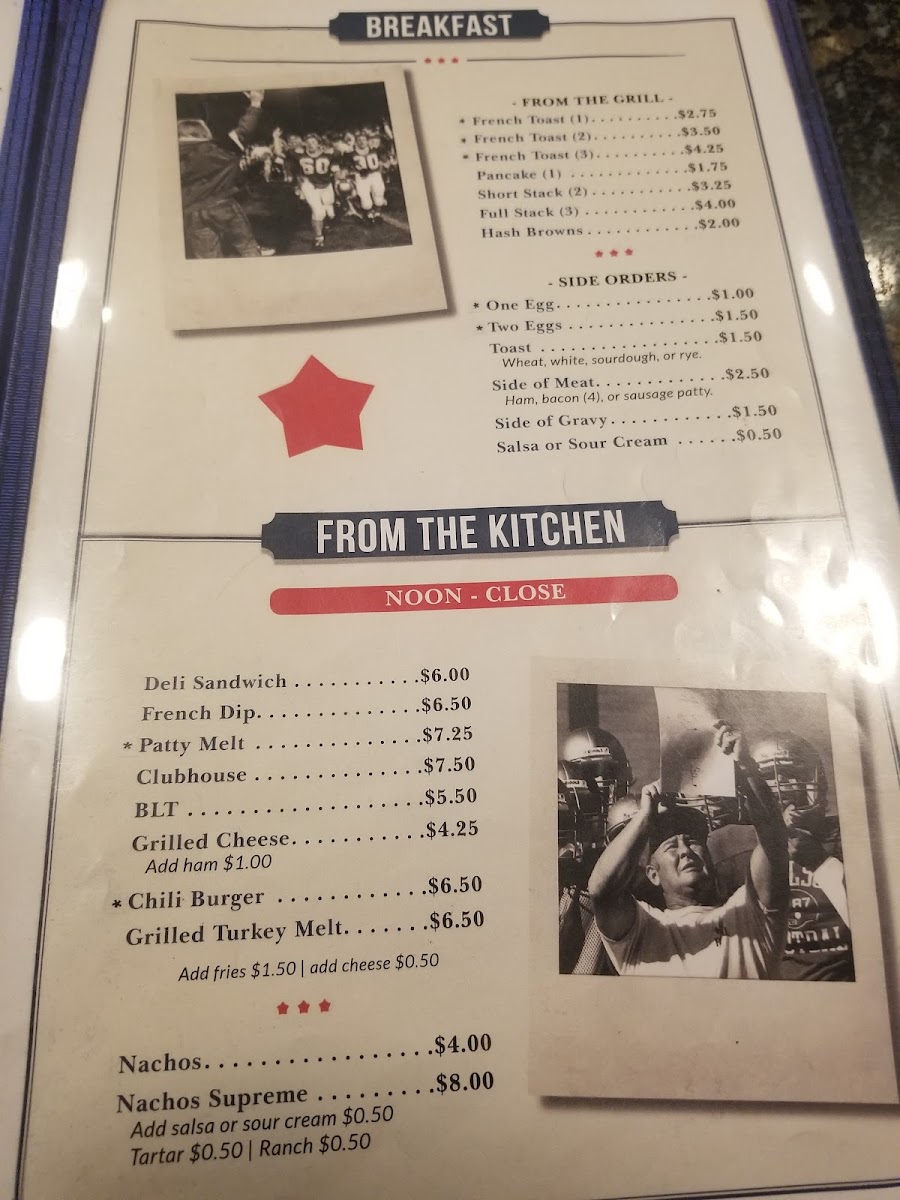 BREAKFAST
- FROM THE GRILL -
* French Toast (1)..........$2.75
* French Toast (2)..........$3.50
* French Toast (3)..........$4.25
Pancake (1) ............$1.75
Short Stack (2)...........$3.25
Full Stack (3) ...........$4.00
Hash Browns............$2.00
- SIDE ORDERS -
* One Egg................$1.00
* Two Eggs ...............$1.50
Toast ..................$1.50
Wheat, white, sourdough, or rye.
Side of Meat.............$2.50
Ham, bacon (4), or sausage patty.
Side of Gravy............$1.50
Salsa or Sour Cream ......$0.50
FROM THE KITCHEN
NOON - CLOSE
Deli Sandwich ...........$6.00
French Dip..............$6.50
* Patty Melt ..............$7.25
Clubhouse ..............$7.50
BLT ....................$5.50
Grilled Cheese...........$4.25
Add ham $1.00
* Chili Burger ............$6.50
Grilled Turkey Melt.......$6.50
Add fries $1.50 | add cheese $0.50
Nachos.................$4.00
Nachos Supreme .........$8.00
Add salsa or sour cream $0.50
Tartar $0.50 | Ranch $0.50
60
30
87